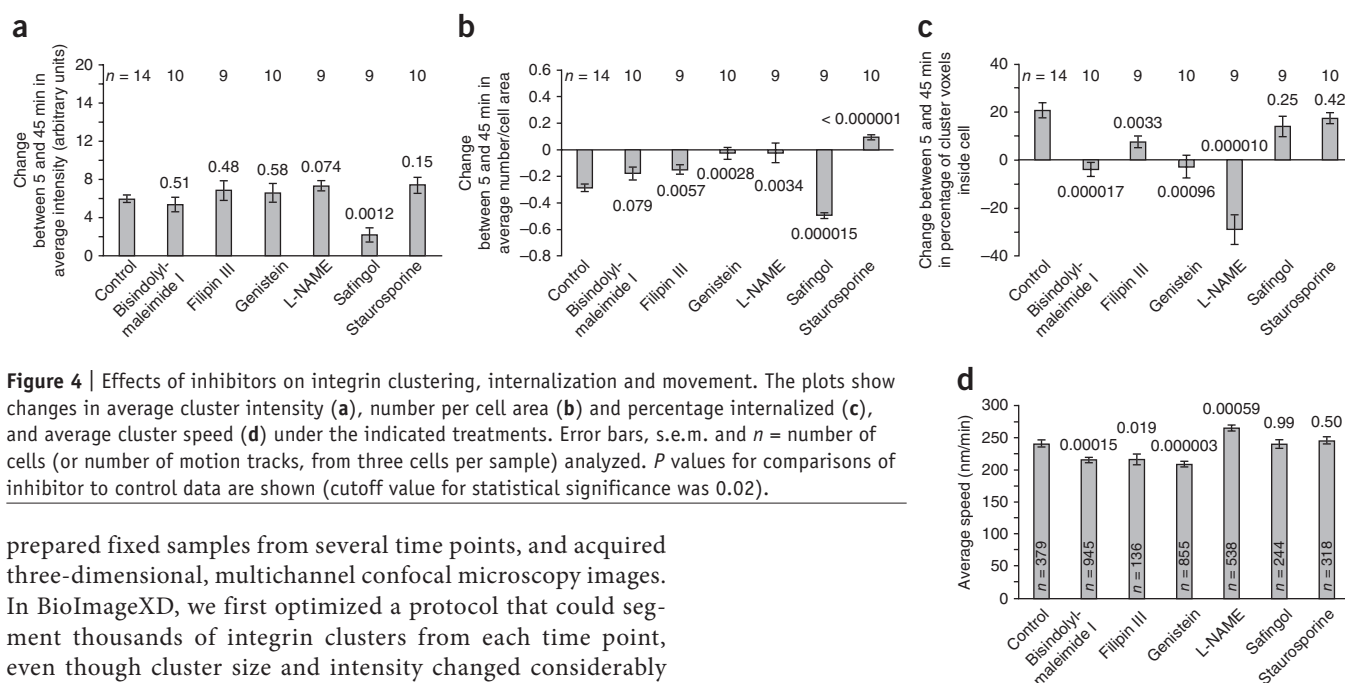 a
Change
between 5 and 45 min in
average intensity (arbitrary units)
20
18
14
12
8
6
2
0
n = 14 10 9 10 9 9 10
0.51
0.48
0.58
0.074
0.0012
0.15
Control
Bisindolyl-
maleimide I
Filipin III
Genistein
L-NAME
Safingol
Staurosporine
b
Change
between 5 and 45 min in
average number/cell area
0.6
0.4
0.2
0
−0.2
−0.4
−0.6
−0.8
n = 14 10 9 10 9 9 10
0.079
0.0057
0.00028
0.0034
0.000015
< 0.000001
Control
Bisindolyl-
maleimide I
Filipin III
Genistein
L-NAME
Safingol
Staurosporine
c
Change between 5 and 45 min
in percentage of cluster voxels
inside cell
40
20
0
−20
−40
n = 14 10 9 10 9 9 10
0.000017
0.0033
0.00096
0.000010
0.25
0.42
Control
Bisindolyl-
maleimide I
Filipin III
Genistein
L-NAME
Safingol
Staurosporine
Figure 4 | Effects of inhibitors on integrin clustering, internalization and movement. The plots show
changes in average cluster intensity (a), number per cell area (b) and percentage internalized (c),
and average cluster speed (d) under the indicated treatments. Error bars, s.e.m. and n = number of
cells (or number of motion tracks, from three cells per sample) analyzed. P values for comparisons of
inhibitor to control data are shown (cutoff value for statistical significance was 0.02).
prepared fixed samples from several time points, and acquired
three-dimensional, multichannel confocal microscopy images.
In BioImageXD, we first optimized a protocol that could seg-
ment thousands of integrin clusters from each time point,
even though cluster size and intensity changed considerably
d
Average speed (nm/min)
300
250
200
150
100
50
0
0.00015
0.019
0.000003
0.00059
0.99
0.50
n = 379
n = 945
n = 136
n = 855
n = 538
n = 244
n = 318
Control
Bisindolyl-
maleimide I
Filipin III
Genistein
L-NAME
Safingol
Staurosporine